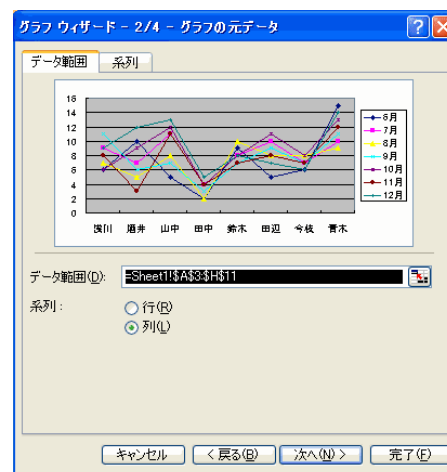 グラフ ウィザード - 2/4 - グラフの元データ
データ範囲 系列
16
14
12
10
8
6
4
2
0
浅川 酒井 山中 田中 鈴木 田辺 今枝 青木
6月
7月
8月
9月
10月
11月
12月
データ範囲(D): =Sheet1!$A$3:$H$11
系列: 行(R)
列(L)
キャンセル < 戻る(B) 次へ(N) > 完了(F)